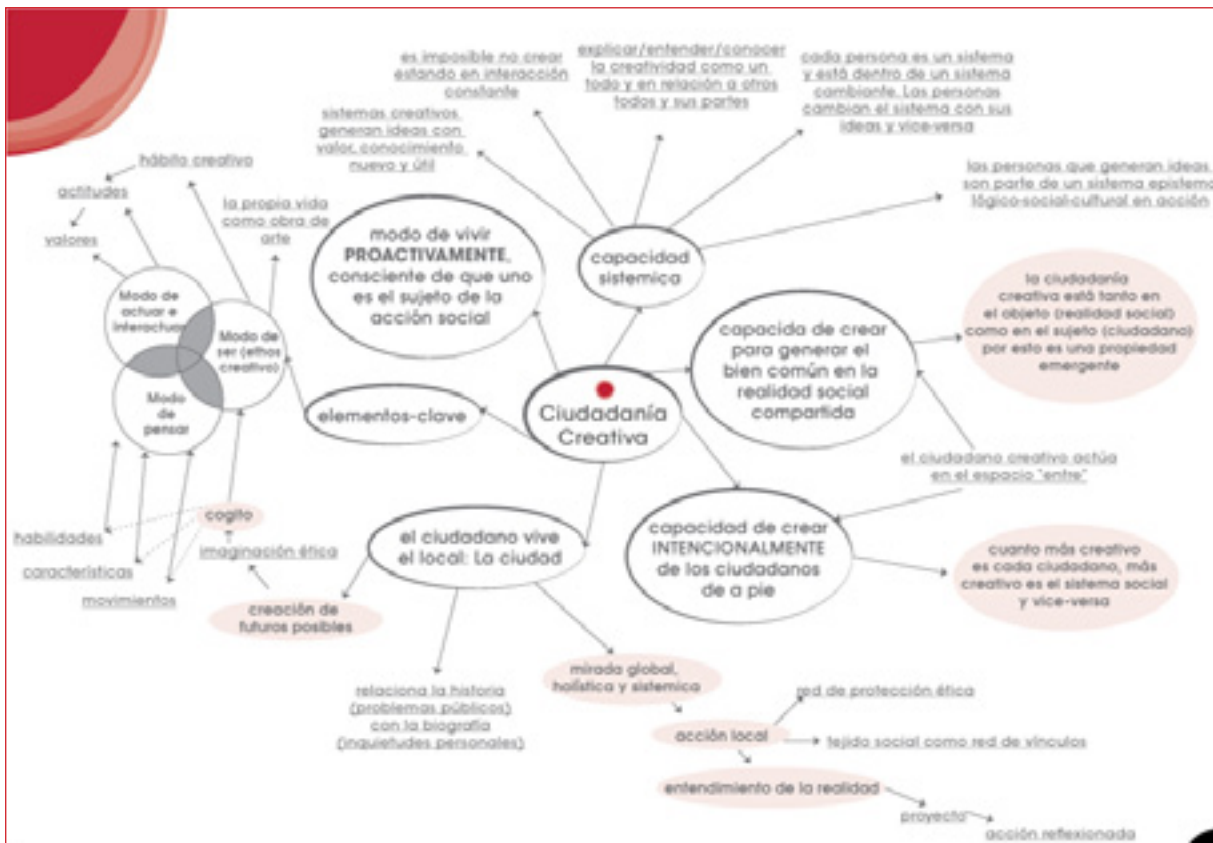 es imposible no crear
estando en interacción
constante
explicar/entender/conocer
la creatividad como un
todo y en relación a otros
todos y sus partes
cada persona es un sistema
y está dentro de un sistema
cambiante. Las personas
cambian el sistema con sus
ideas y vice-versa
sistemas creativos
generan ideas con
valor, conocimiento
nuevo y útil
las personas que generan ideas
son parte de un sistema epistemo
lógico-social-cultural en acción
hábito creativo
actitudes
valores
la propia vida
como obra de
arte
modo de vivir
PROACTIVAMENTE,
consciente de que uno
es el sujeto de la
acción social
capacidad
sistemica
Modo de
actuar e
interactuar
Modo de
ser (ethos
creativo)
Modo
de
pensar
elementos-clave
Ciudadanía
Creativa
capacida de crear
para generar el
bien común en la
realidad social
compartida
la ciudadanía
creativa está tanto en
el objeto (realidad social)
como en el sujeto (ciudadano)
por esto es una propiedad
emergente
el ciudadano creativo actúa
en el espacio "entre"
capacidad de crear
INTENCIONALMENTE
de los ciudadanos
de a pie
cuanto más creativo
es cada ciudadano, más
creativo es el sistema social
y vice-versa
el ciudadano vive
el local: La ciudad
cogito
imaginación ética
habilidades
características
movimientos
creación de
futuros posibles
relaciona la historia
(problemas públicos)
con la biografía
(inquietudes personales)
mirada global,
holística y sistemica
acción local
red de protección ética
tejido social como red de vínculos
entendimiento de la realidad
proyecto
acción reflexionada